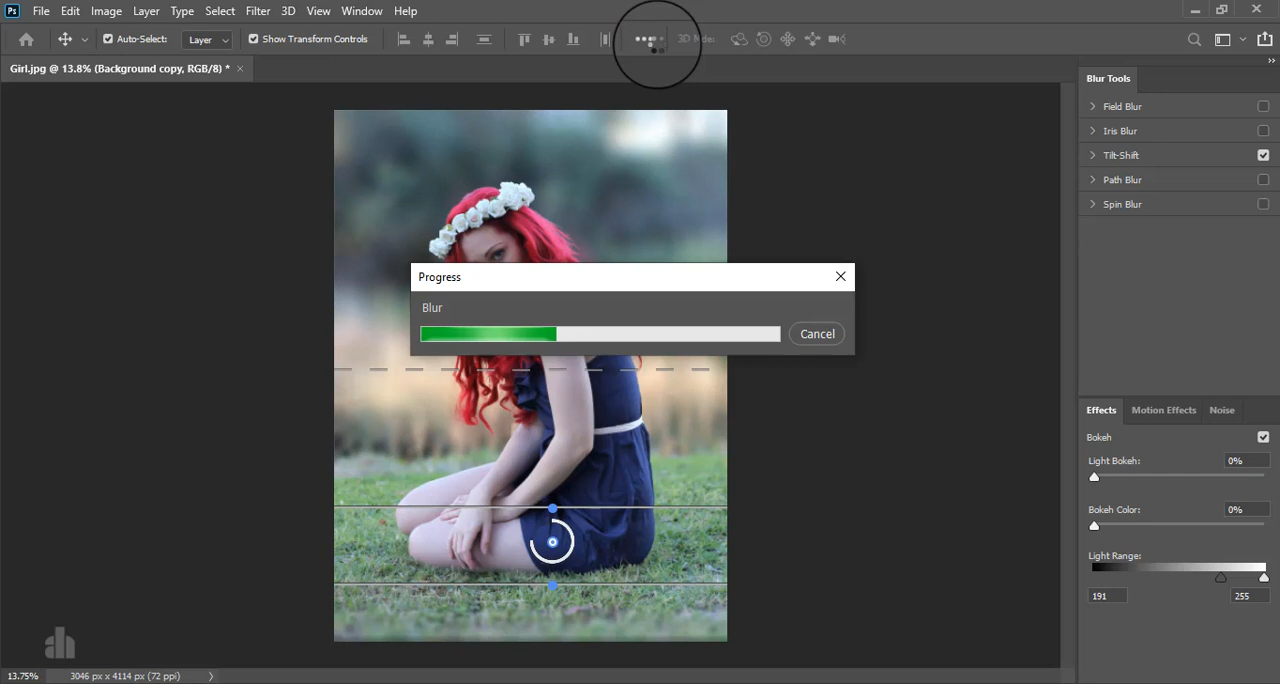 Ps File Edit Image Layer Type Select Filter 3D View Window Help
Auto-Select: Layer Show Transform Controls 3D
Girl.jpg @ 13.8% (Background copy, RGB/8) * ×
Blur Tools
Field Blur
Iris Blur
Tilt-Shift
Path Blur
Spin Blur
Progress
Blur
Cancel
Effects Motion Effects Noise
Bokeh
Light Bokeh: 0%
Bokeh Color: 0%
Light Range:
191 255
ah
13.75% 3046 px x 4114 px (72 ppi)